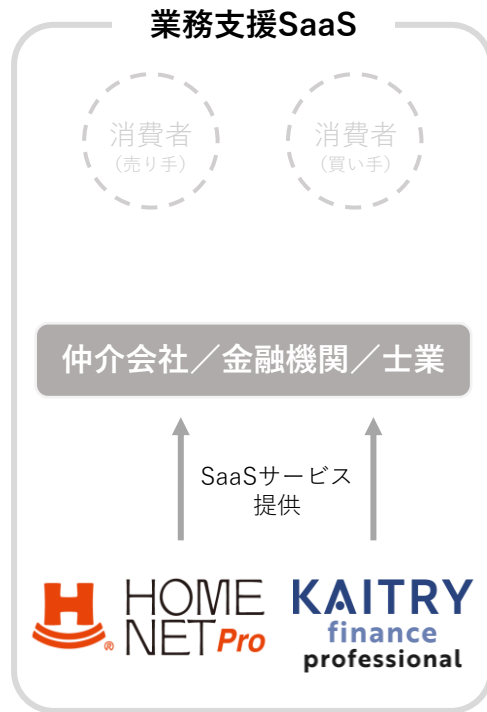 業務支援SaaS
消費者
(売り手)
消費者
(買い手)
仲介会社／金融機関／士業
SaaSサービス
提供
H
®
HOME
NET Pro
KAITRY
finance
professional